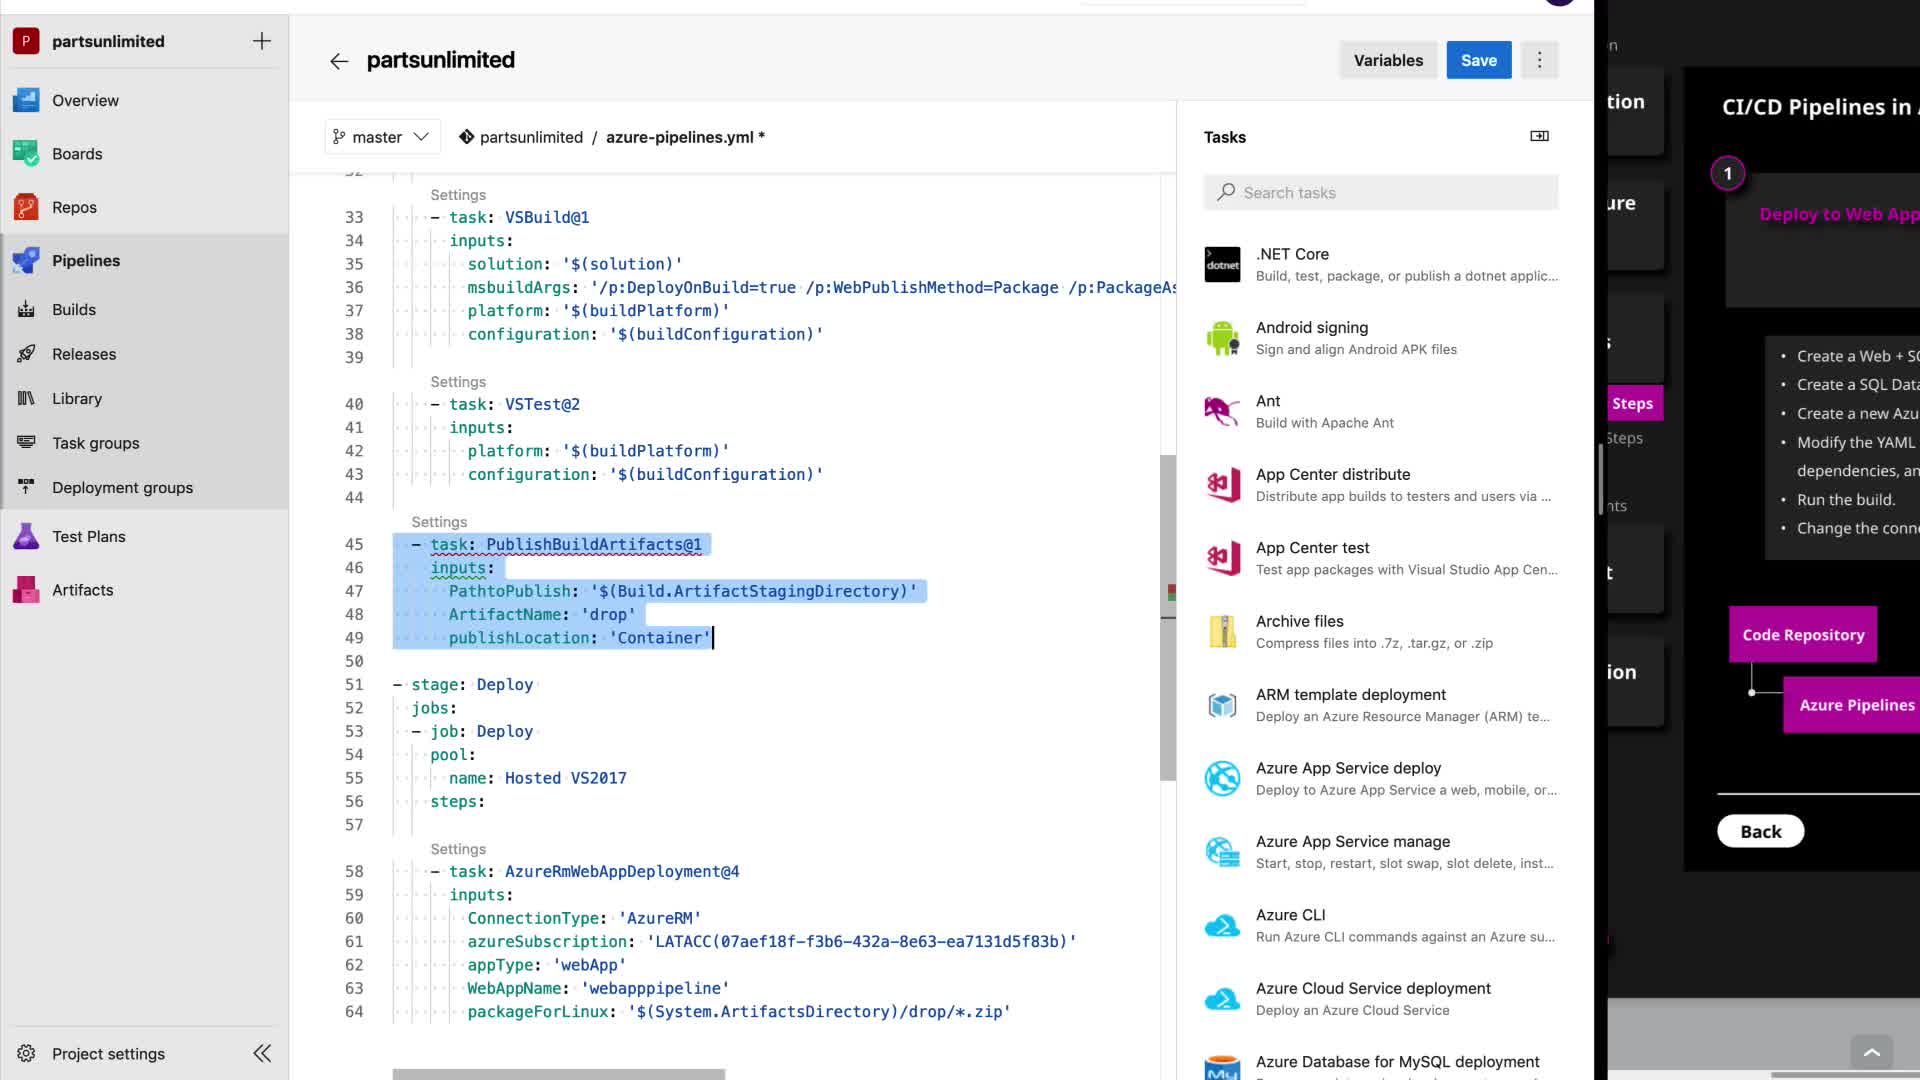 P partsunlimited
Overview
Boards
Repos
Pipelines
Builds
Releases
Library
Task groups
Deployment groups
Test Plans
Artifacts
Project settings
partsunlimited
Variables
Save
master
partsunlimited / azure-pipelines.yml *
Settings
33 - task: VSBuild@1
34 inputs:
35 solution: '$(solution)'
36 msbuildArgs: '/p:DeployOnBuild=true /p:WebPublishMethod=Package /p:PackageAs
37 platform: '$(buildPlatform)'
38 configuration: '$(buildConfiguration)'
39
Settings
40 - task: VSTest@2
41 inputs:
42 platform: '$(buildPlatform)'
43 configuration: '$(buildConfiguration)'
44
Settings
45 - task: PublishBuildArtifacts@1
46 inputs:
47 PathtoPublish: '$(Build.ArtifactStagingDirectory)'
48 ArtifactName: 'drop'
49 publishLocation: 'Container'
50
51 - stage: Deploy
52 jobs:
53 - job: Deploy
54 pool:
55 name: Hosted VS2017
56 steps:
57
Settings
58 - task: AzureRmWebAppDeployment@4
59 inputs:
60 ConnectionType: 'AzureRM'
61 azureSubscription: 'LATACC(07aef18f-f3b6-432a-8e63-ea7131d5f83b)'
62 appType: 'webApp'
63 WebAppName: 'webapppipeline'
64 packageForLinux: '$(System.ArtifactsDirectory)/drop/*.zip'
Tasks
Search tasks
dotnet
.NET Core
Build, test, package, or publish a dotnet applic...
Android signing
Sign and align Android APK files
Ant
Build with Apache Ant
App Center distribute
Distribute app builds to testers and users via ...
App Center test
Test app packages with Visual Studio App Cen...
Archive files
Compress files into .7z, .tar.gz, or .zip
ARM template deployment
Deploy an Azure Resource Manager (ARM) te...
Azure App Service deploy
Deploy to Azure App Service a web, mobile, or...
Azure App Service manage
Start, stop, restart, slot swap, slot delete, inst...
Azure CLI
Run Azure CLI commands against an Azure su...
Azure Cloud Service deployment
Deploy an Azure Cloud Service
My
Azure Database for MySQL deployment
n
tion
ure
s
Steps
Steps
nts
t
ion
CI/CD Pipelines in
1
Deploy to Web App
• Create a Web + SQ
• Create a SQL Data
• Create a new Azu
• Modify the YAML
dependencies, an
• Run the build.
• Change the conne
Code Repository
Azure Pipelines
Back